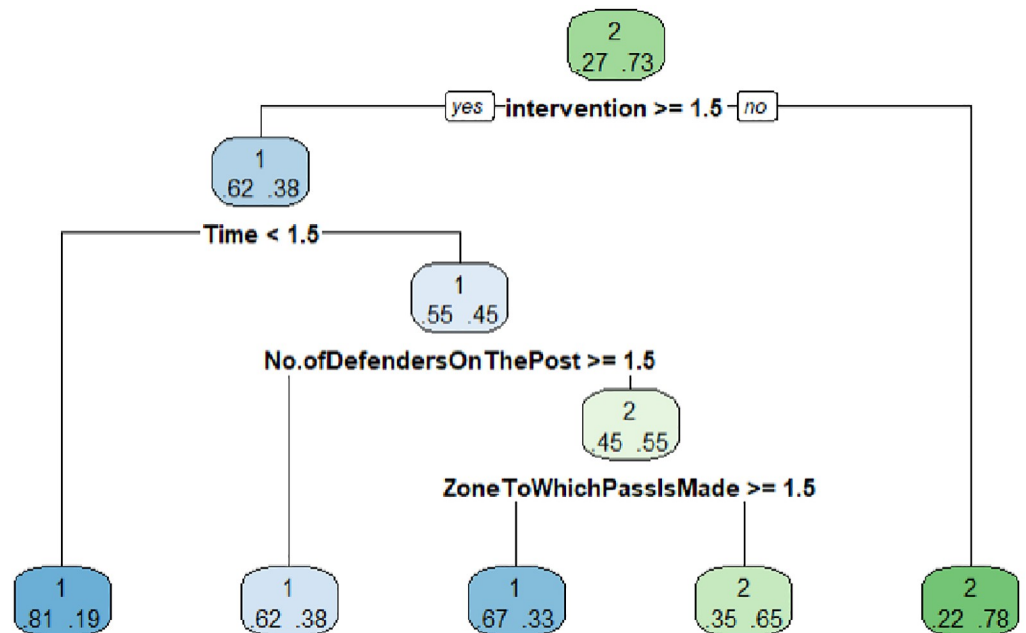 2
.27 .73
yes intervention >= 1.5 no
1
.62 .38
Time < 1.5
1
.55 .45
No.ofDefendersOnThePost >= 1.5
2
.45 .55
ZoneToWhichPassIsMade >= 1.5
1 1 1 2 2
.81 .19 .62 .38 .67 .33 .35 .65 .22 .78